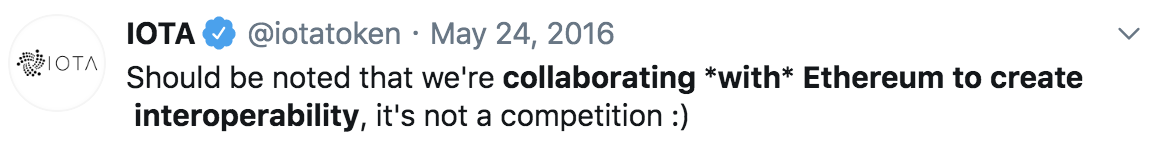 IOTA @iotatoken · May 24, 2016
IOTA
Should be noted that we're collaborating *with* Ethereum to create
interoperability, it's not a competition :)